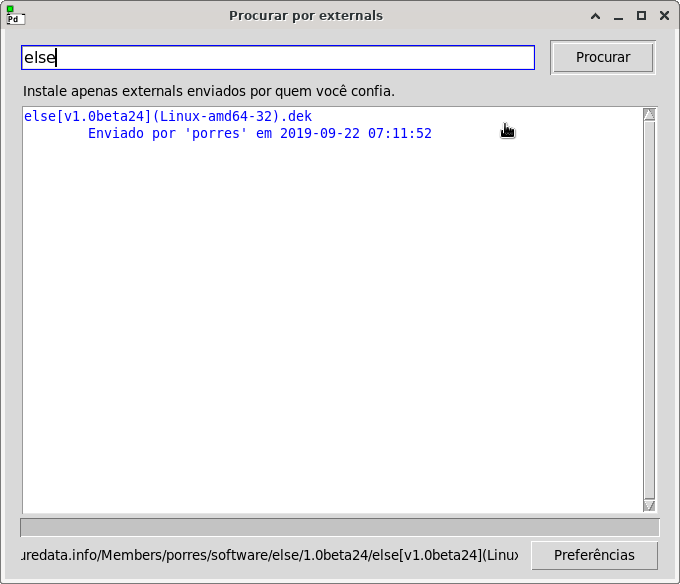 Pd
Procurar por externals
else
Procurar
Instale apenas externals enviados por quem você confia.
else[v1.0beta24](Linux-amd64-32).dek
Enviado por 'porres' em 2019-09-22 07:11:52
uredata.info/Members/porres/software/else/1.0beta24/else[v1.0beta24](Linux
Preferências